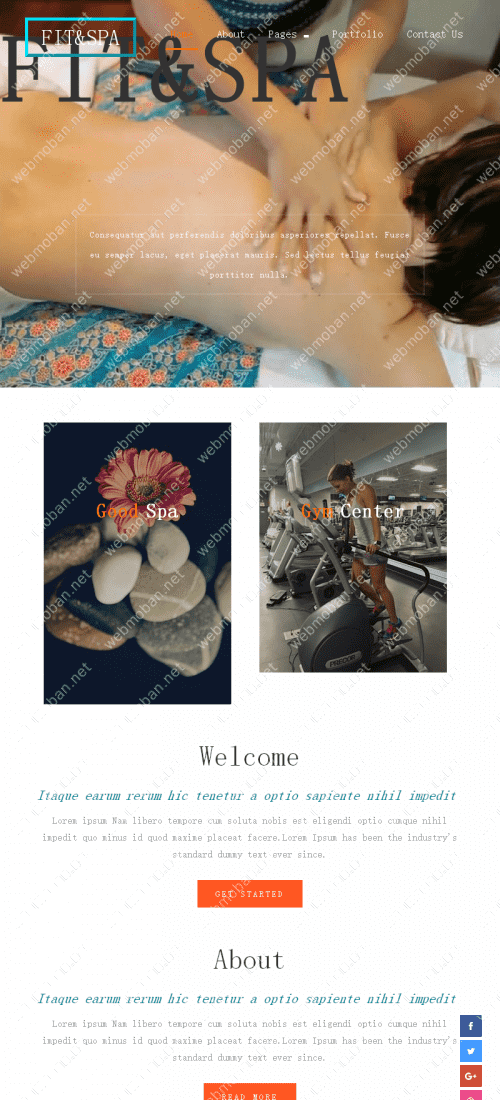 FIT&SPA
Home
About
Pages
Portfolio
Contact Us
FIT&SPA
Consequatur aut perferendis doloribus asperiores repellat. Fusce
eu semper lacus, eget placerat mauris. Sed lectus tellus feugiat
porttitor nulla.
Good Spa
Gym Center
PRECOR
Welcome
Itaque earum rerum hic tenetur a optio sapiente nihil impedit
Lorem ipsum Nam libero tempore cum soluta nobis est eligendi optio cumque nihil
impedit quo minus id quod maxime placeat facere.Lorem Ipsum has been the industry's
standard dummy text ever since.
GET STARTED
About
Itaque earum rerum hic tenetur a optio sapiente nihil impedit
Lorem ipsum Nam libero tempore cum soluta nobis est eligendi optio cumque nihil
impedit quo minus id quod maxime placeat facere.Lorem Ipsum has been the industry's
standard dummy text ever since.
READ MORE
webmoban.net